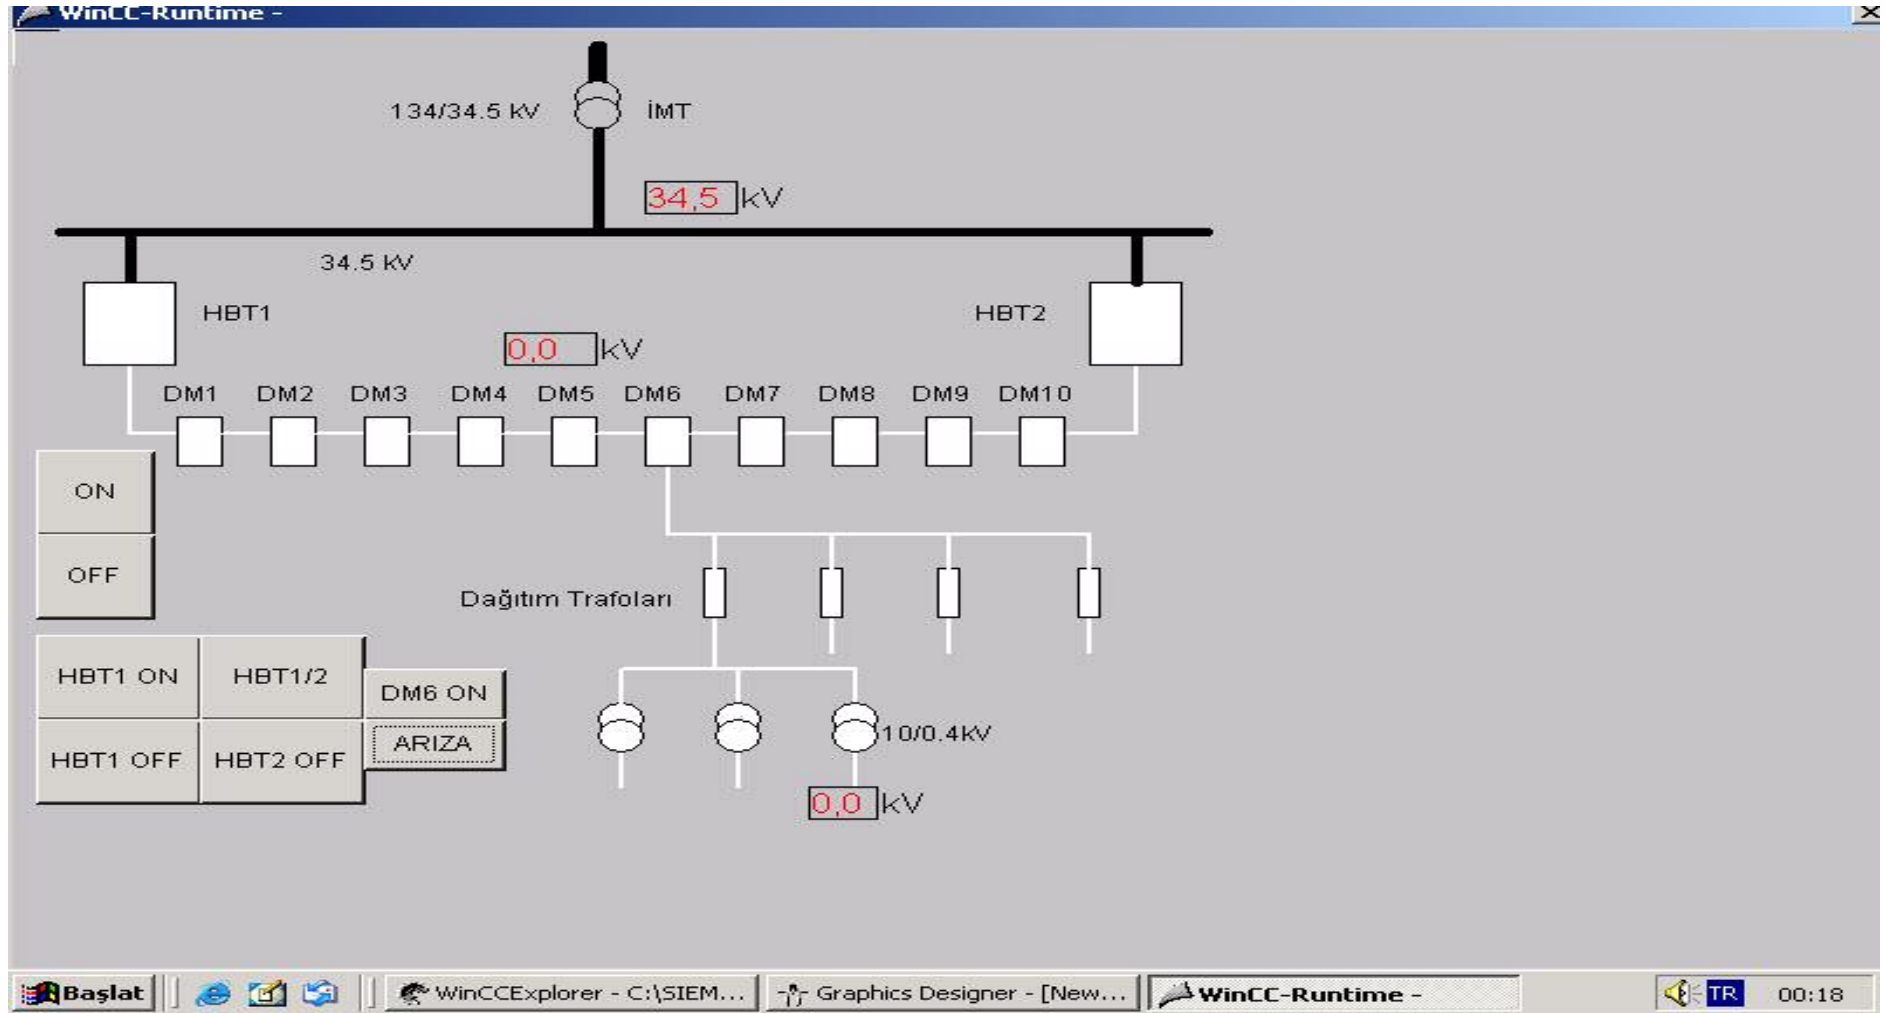 WinCC-Runtime -
134/34.5 kV
İMT
34,5 kV
34.5 kV
HBT1
HBT2
0,0 kV
DM1 DM2 DM3 DM4 DM5 DM6 DM7 DM8 DM9 DM10
ON
OFF
Dağıtım Trafoları
HBT1 ON HBT1/2 DM6 ON
HBT1 OFF HBT2 OFF ARIZA
10/0.4kV
0,0 kV
Başlat WinCCExplorer - C:\SIEM... Graphics Designer - [New... WinCC-Runtime - TR 00:18